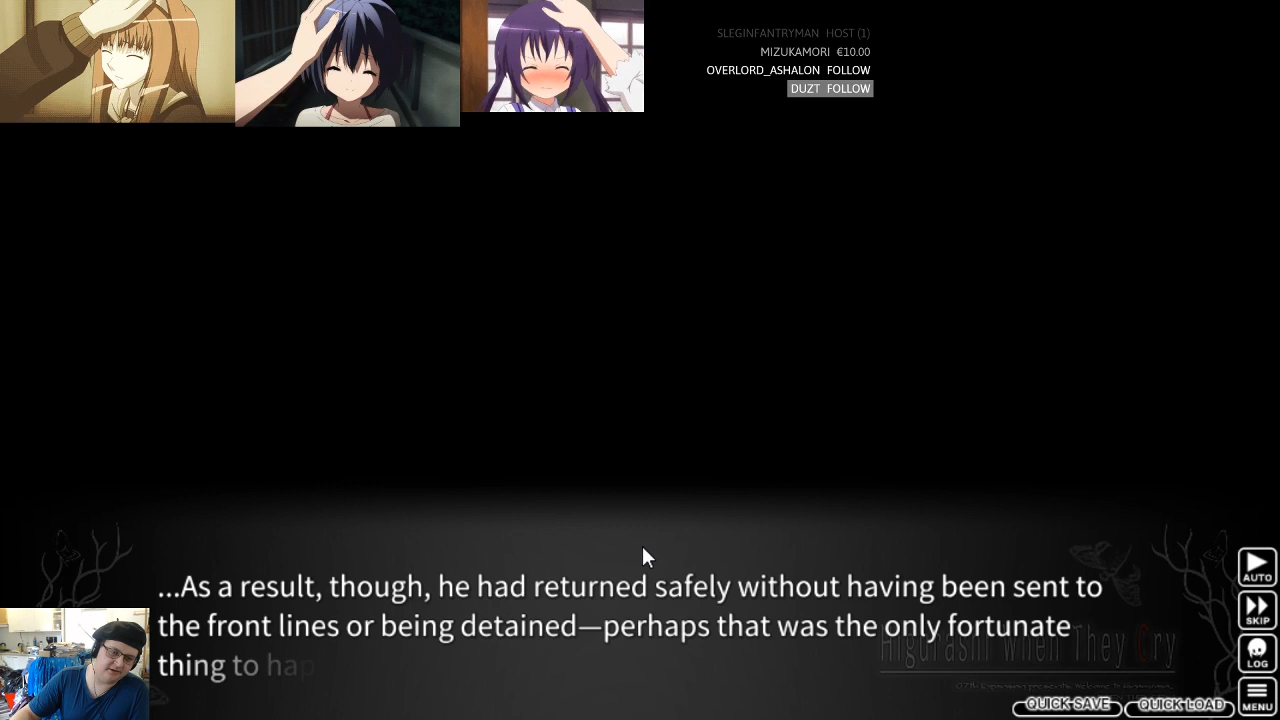 SLEGINFANTRYMAN HOST (1)
MIZUKAMORI €10.00
OVERLORD_ASHALON FOLLOW
DUZT FOLLOW
...As a result, though, he had returned safely without having been sent to
the front lines or being detained—perhaps that was the only fortunate
thing to hap
Higurashi When They Cry
AUTO
SKIP
LOG
MENU
QUICK SAVE QUICK LOAD